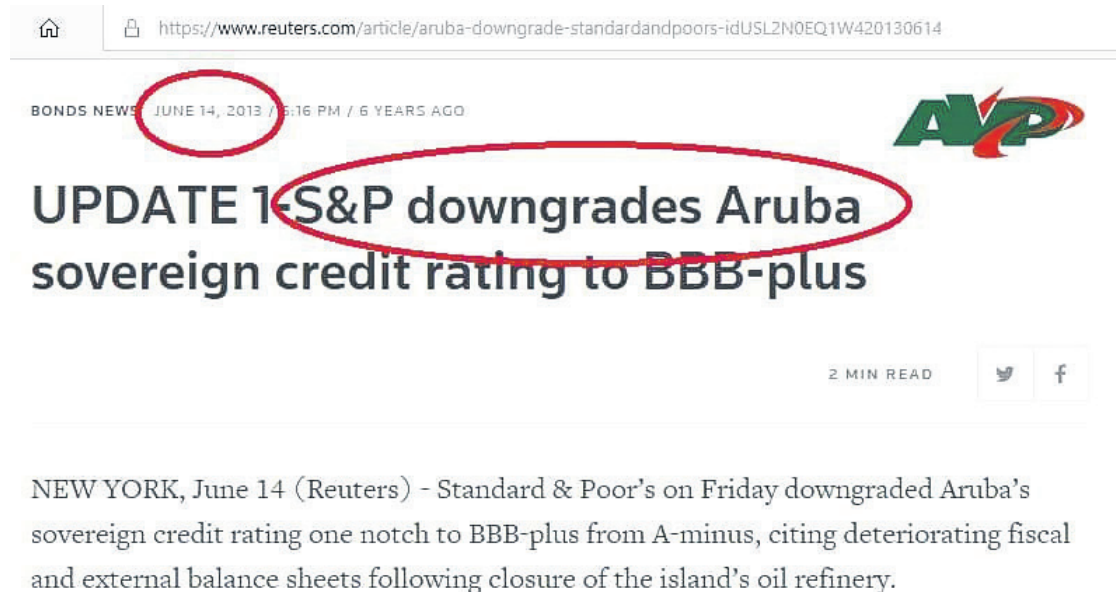 https://www.reuters.com/article/aruba-downgrade-standardandpoors-idUSL2N0EQ1W420130614
BONDS NEWS JUNE 14, 2013 / 5:16 PM / 6 YEARS AGO
AVP
UPDATE 1-S&P downgrades Aruba
sovereign credit rating to BBB-plus
2 MIN READ
NEW YORK, June 14 (Reuters) - Standard & Poor's on Friday downgraded Aruba's
sovereign credit rating one notch to BBB-plus from A-minus, citing deteriorating fiscal
and external balance sheets following closure of the island's oil refinery.